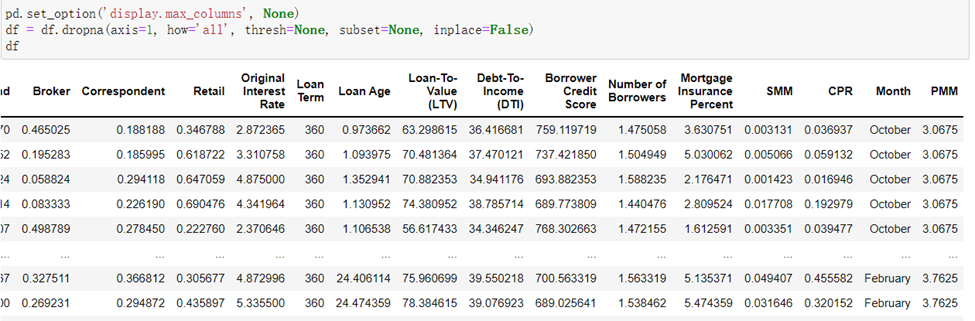 pd.set_option('display.max_columns', None)
df = df.dropna(axis=1, how='all', thresh=None, subset=None, inplace=False)
df
Broker Correspondent Retail Original Interest Rate Loan Term Loan Age Loan-To-Value (LTV) Debt-To-Income (DTI) Borrower Credit Score Number of Borrowers Mortgage Insurance Percent SMM CPR Month PMM
70 0.465025 0.188188 0.346788 2.872365 360 0.973662 63.298615 36.416681 759.119719 1.475058 3.630751 0.003131 0.036937 October 3.0675
52 0.195283 0.185995 0.618722 3.310758 360 1.093975 70.481364 37.470121 737.421850 1.504949 5.030062 0.005066 0.059132 October 3.0675
24 0.058824 0.294118 0.647059 4.875000 360 1.352941 70.882353 34.941176 693.882353 1.588235 2.176471 0.001423 0.016946 October 3.0675
14 0.083333 0.226190 0.690476 4.341964 360 1.130952 74.380952 38.785714 689.773809 1.440476 2.809524 0.017708 0.192979 October 3.0675
07 0.498789 0.278450 0.222760 2.370646 360 1.106538 56.617433 34.346247 768.302663 1.472155 1.612591 0.003351 0.039477 October 3.0675
... ... ... ... ... ... ... ... ... ... ... ... ... ... ... ...
67 0.327511 0.366812 0.305677 4.872996 360 24.406114 75.960699 39.550218 700.563319 1.563319 5.135371 0.049407 0.455582 February 3.7625
00 0.269231 0.294872 0.435897 5.335500 360 24.474359 78.384615 39.076923 689.025641 1.538462 5.474359 0.031646 0.320152 February 3.7625